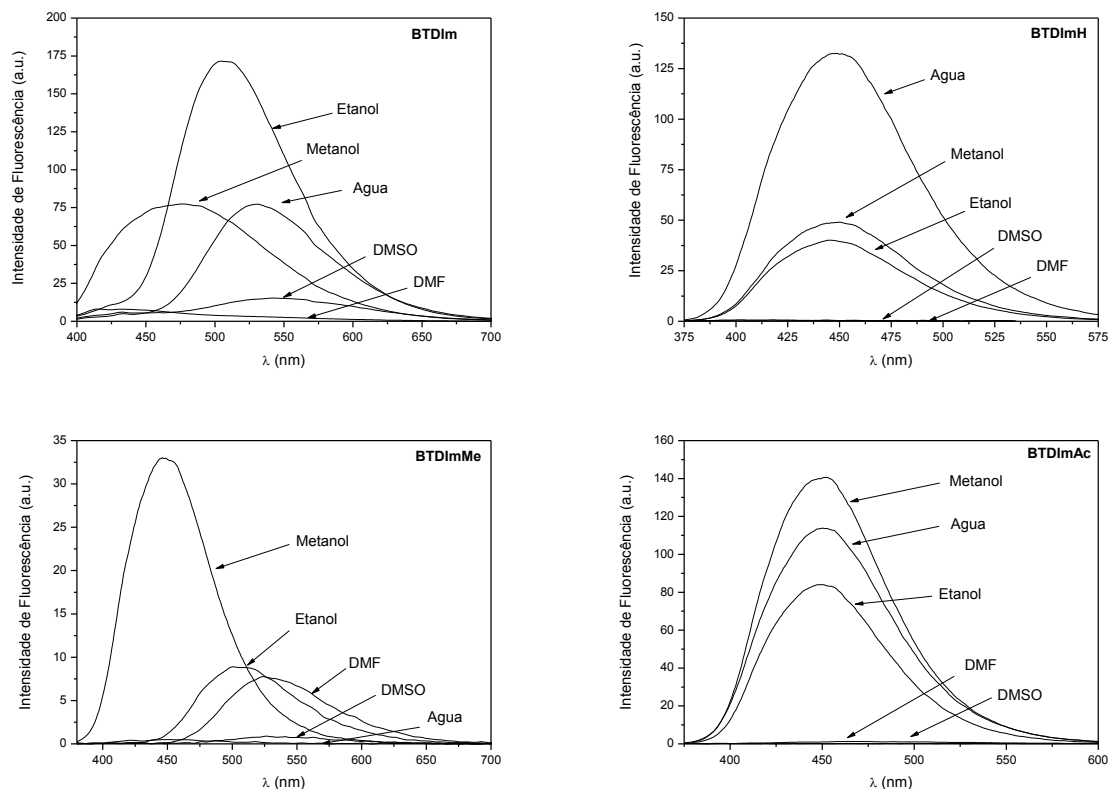 BTDIm
Intensidade de Fluorescência (a.u.)
200
175
150
125
100
75
50
25
0
Etanol
Metanol
Agua
DMSO
DMF
400 450 500 550 600 650 700
λ (nm)
BTDImH
Intensidade de Fluorescência (a.u.)
150
125
100
75
50
25
0
Agua
Metanol
Etanol
DMSO
DMF
375 400 425 450 475 500 525 550 575
λ (nm)
BTDImMe
Intensidade de Fluorescência (a.u.)
35
30
25
20
15
10
5
0
Metanol
Etanol
DMF
DMSO
Agua
400 450 500 550 600 650 700
λ (nm)
BTDImAc
Intensidade de Fluorescência (a.u.)
160
140
120
100
80
60
40
20
0
Metanol
Agua
Etanol
DMF
DMSO
400 450 500 550 600
λ (nm)